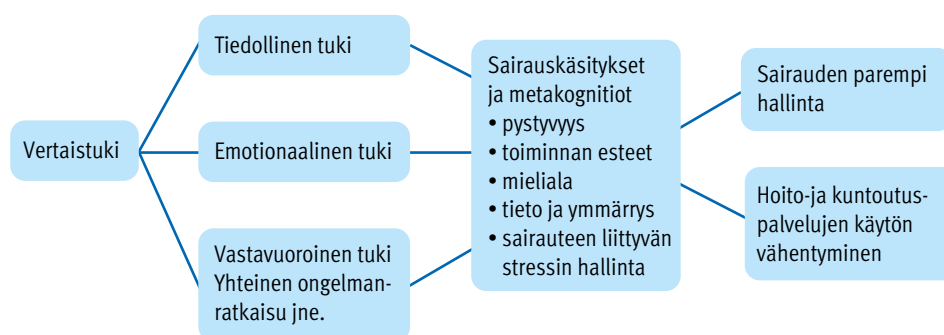 Vertaistuki
Tiedollinen tuki
Emotionaalinen tuki
Vastavuoroinen tuki
Yhteinen ongelman-
ratkaisu jne.
Sairauskäsitykset
ja metakognitiot
• pystyvyys
• toiminnan esteet
• mieliala
• tieto ja ymmärrys
• sairauteen liittyvän
stressin hallinta
Sairauden parempi
hallinta
Hoito-ja kuntoutus-
palvelujen käytön
vähentyminen